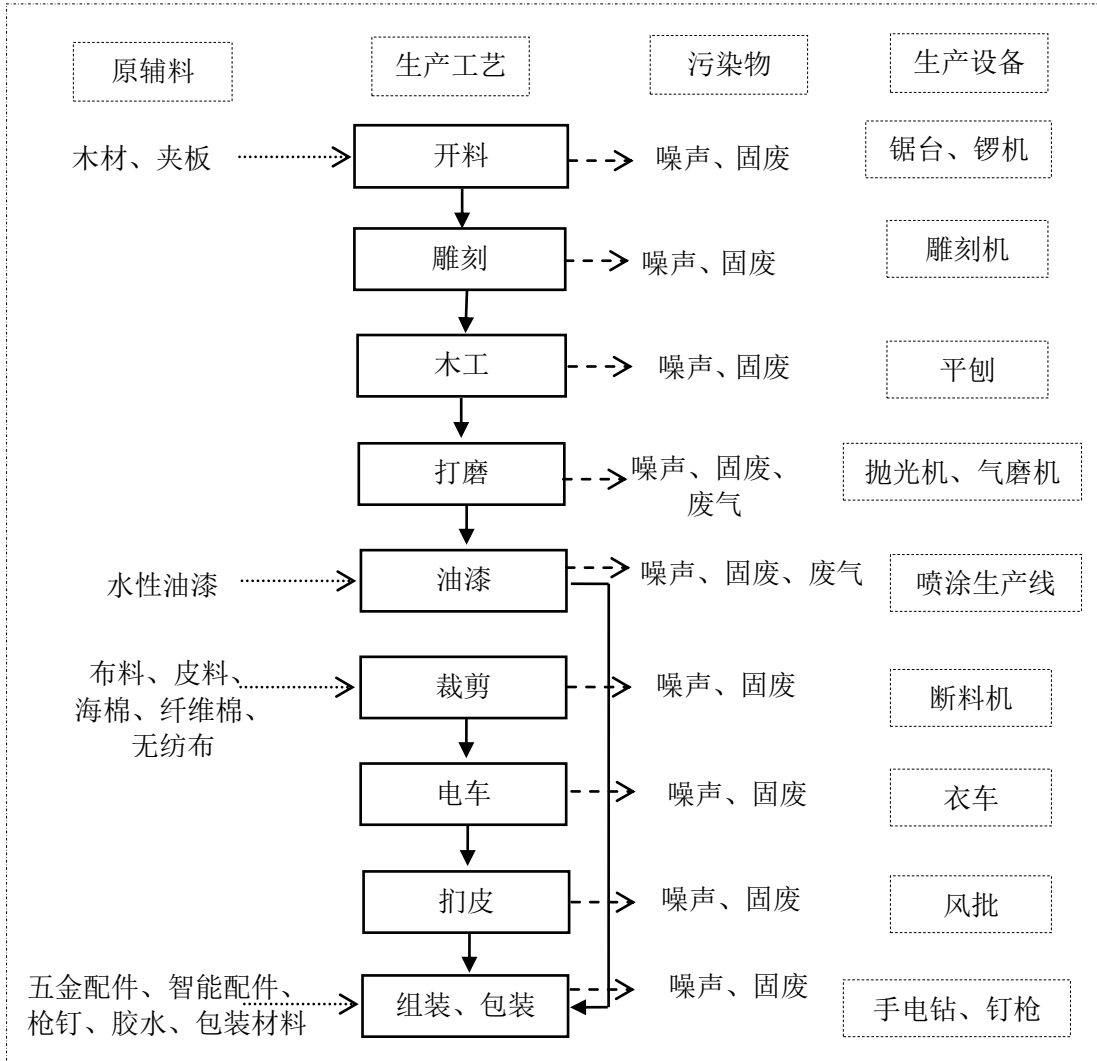 原辅料
生产工艺
污染物
生产设备
木材、夹板
开料
噪声、固废
锯台、锣机
雕刻
噪声、固废
雕刻机
木工
噪声、固废
平刨
打磨
噪声、固废、
废气
抛光机、气磨机
水性油漆
油漆
噪声、固废、废气
喷涂生产线
布料、皮料、
海棉、纤维棉、
无纺布
裁剪
噪声、固废
断料机
电车
噪声、固废
衣车
扪皮
噪声、固废
风批
五金配件、智能配件、
枪钉、胶水、包装材料
组装、包装
噪声、固废
手电钻、钉枪